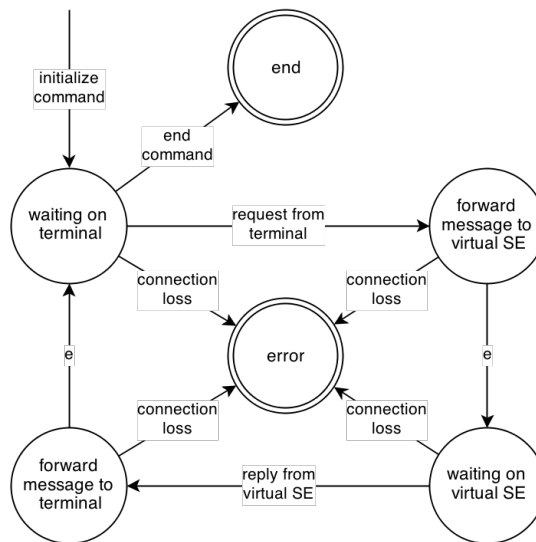 initialize
command
end
end
command
waiting on
terminal
request from
terminal
forward
message to
virtual SE
connection
loss
connection
loss
error
e
e
connection
loss
connection
loss
forward
message to
terminal
reply from
virtual SE
waiting on
virtual SE